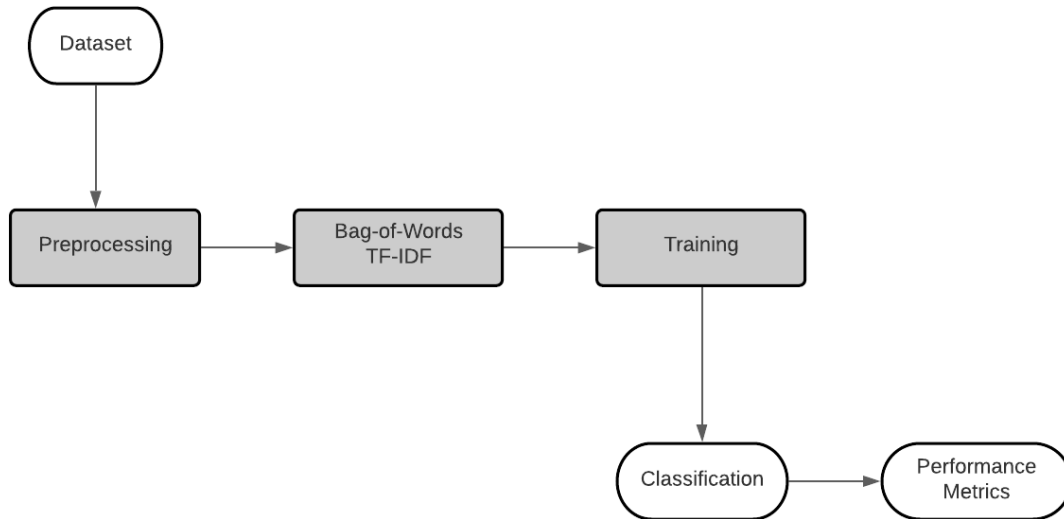 Dataset
Preprocessing
Bag-of-Words
TF-IDF
Training
Classification
Performance
Metrics